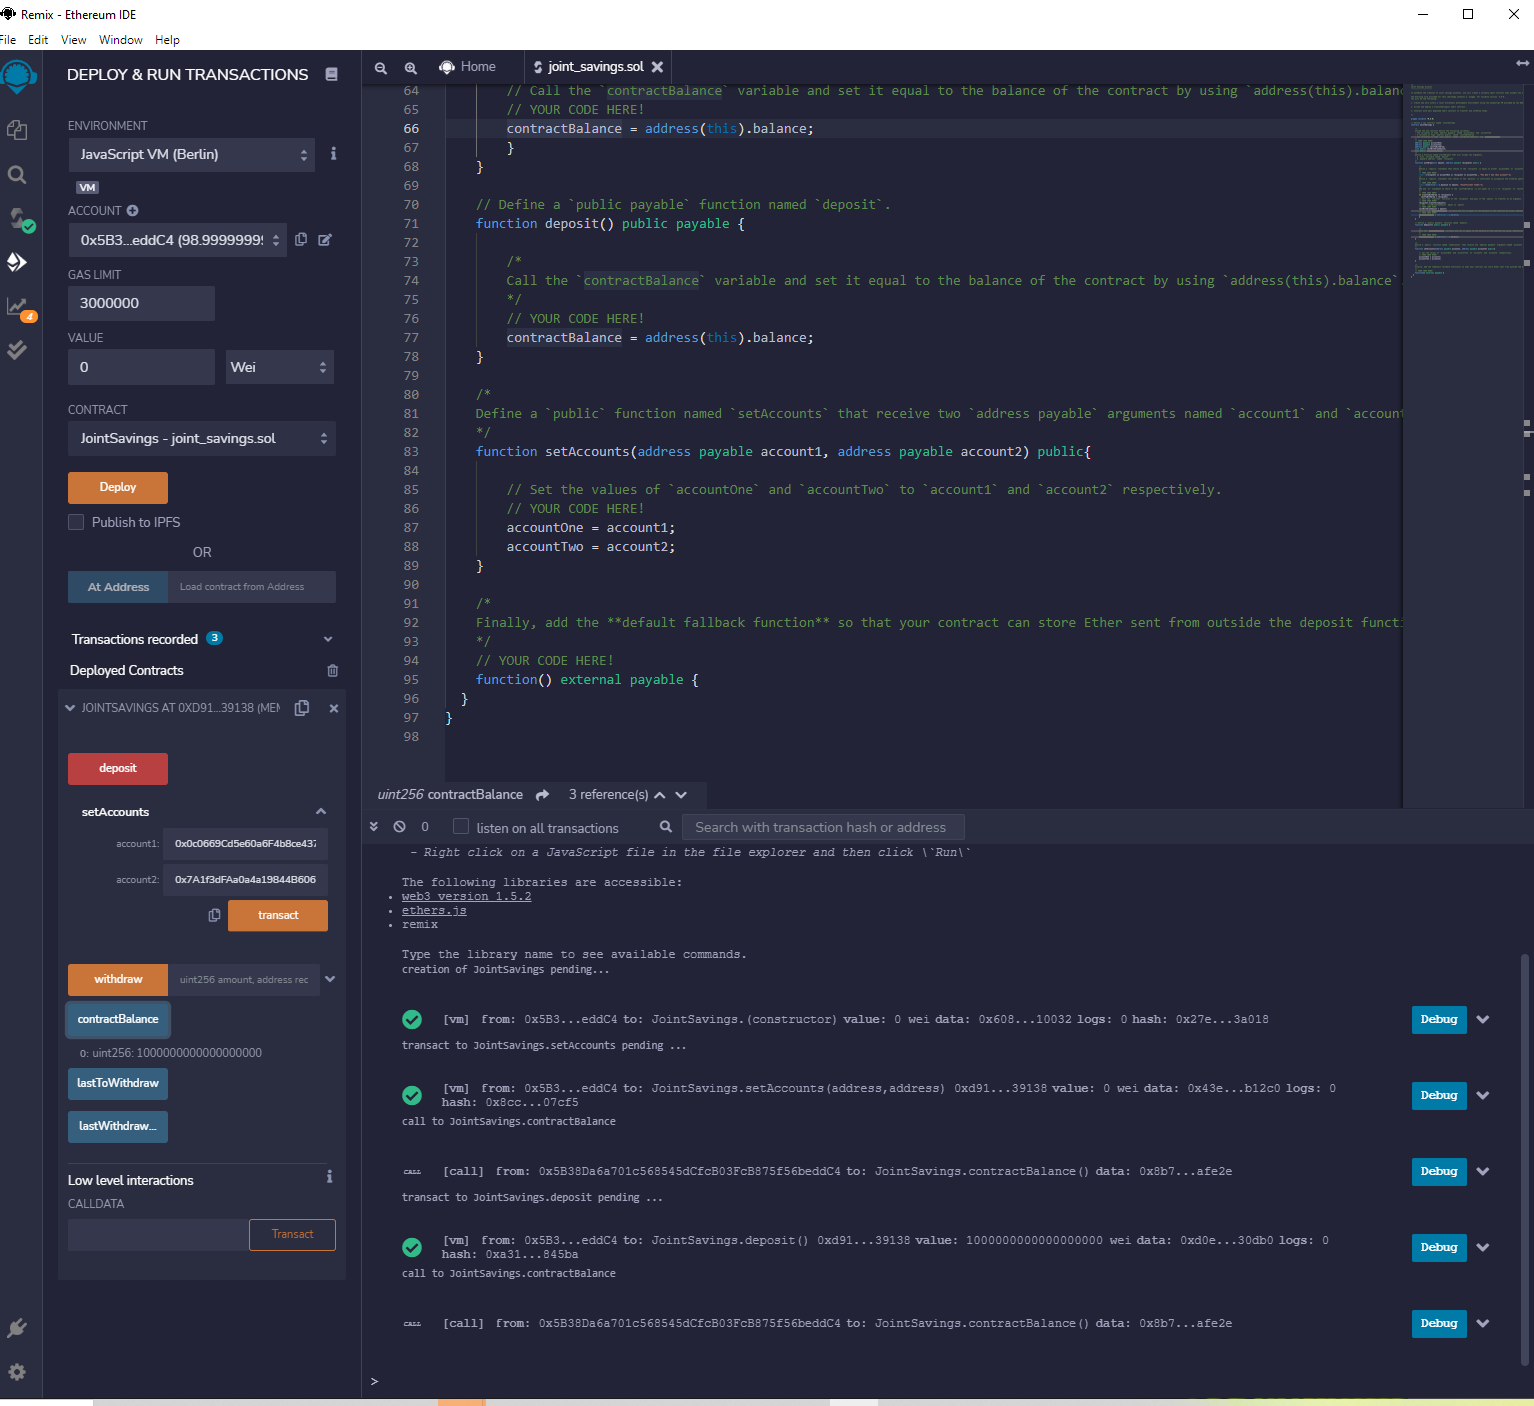 Remix - Ethereum IDE
File Edit View Window Help
DEPLOY & RUN TRANSACTIONS
ENVIRONMENT
JavaScript VM (Berlin)
VM
ACCOUNT
0x5B3...eddC4 (98.9999999
GAS LIMIT
3000000
VALUE
0
Wei
CONTRACT
JointSavings - joint_savings.sol
Deploy
Publish to IPFS
OR
At Address Load contract from Address
Transactions recorded 3
Deployed Contracts
JOINTSAVINGS AT 0XD91...39138 (MEM
deposit
setAccounts
account1: 0x0c0669Cd5e60a6F4b8ce437
account2: 0x7A1f3dFAa0a4a19844B606
transact
withdraw uint256 amount, address rec
contractBalance
0: uint256: 1000000000000000000
lastToWithdraw
lastWithdraw...
Low level interactions
CALLDATA
Transact
4
Home
joint_savings.sol
64 // Call the `contractBalance` variable and set it equal to the balance of the contract by using `address(this).balanc
65 // YOUR CODE HERE!
66 contractBalance = address(this).balance;
67 }
68 }
69
70 // Define a `public payable` function named `deposit`.
71 function deposit() public payable {
72
73 /*
74 Call the `contractBalance` variable and set it equal to the balance of the contract by using `address(this).balance`
75 */
76 // YOUR CODE HERE!
77 contractBalance = address(this).balance;
78 }
79
80 /*
81 Define a `public` function named `setAccounts` that receive two `address payable` arguments named `account1` and `account
82 */
83 function setAccounts(address payable account1, address payable account2) public{
84
85 // Set the values of `accountOne` and `accountTwo` to `account1` and `account2` respectively.
86 // YOUR CODE HERE!
87 accountOne = account1;
88 accountTwo = account2;
89 }
90
91 /*
92 Finally, add the **default fallback function** so that your contract can store Ether sent from outside the deposit functi
93 */
94 // YOUR CODE HERE!
95 function() external payable {
96 }
97 }
98
uint256 contractBalance 3 reference(s)
0 listen on all transactions Search with transaction hash or address
- Right click on a JavaScript file in the file explorer and then click \`Run\`
The following libraries are accessible:
• web3 version 1.5.2
• ethers.js
• remix
Type the library name to see available commands.
creation of JointSavings pending...
[vm] from: 0x5B3...eddC4 to: JointSavings.(constructor) value: 0 wei data: 0x608...10032 logs: 0 hash: 0x27e...3a018 Debug
transact to JointSavings.setAccounts pending ...
[vm] from: 0x5B3...eddC4 to: JointSavings.setAccounts(address,address) 0xd91...39138 value: 0 wei data: 0x43e...b12c0 logs: 0 Debug
hash: 0x8cc...07cf5
call to JointSavings.contractBalance
CALL [call] from: 0x5B38Da6a701c568545dCfcB03FcB875f56beddC4 to: JointSavings.contractBalance() data: 0x8b7...afe2e Debug
transact to JointSavings.deposit pending ...
[vm] from: 0x5B3...eddC4 to: JointSavings.deposit() 0xd91...39138 value: 1000000000000000000 wei data: 0xd0e...30db0 logs: 0 Debug
hash: 0xa31...845ba
call to JointSavings.contractBalance
CALL [call] from: 0x5B38Da6a701c568545dCfcB03FcB875f56beddC4 to: JointSavings.contractBalance() data: 0x8b7...afe2e Debug
>